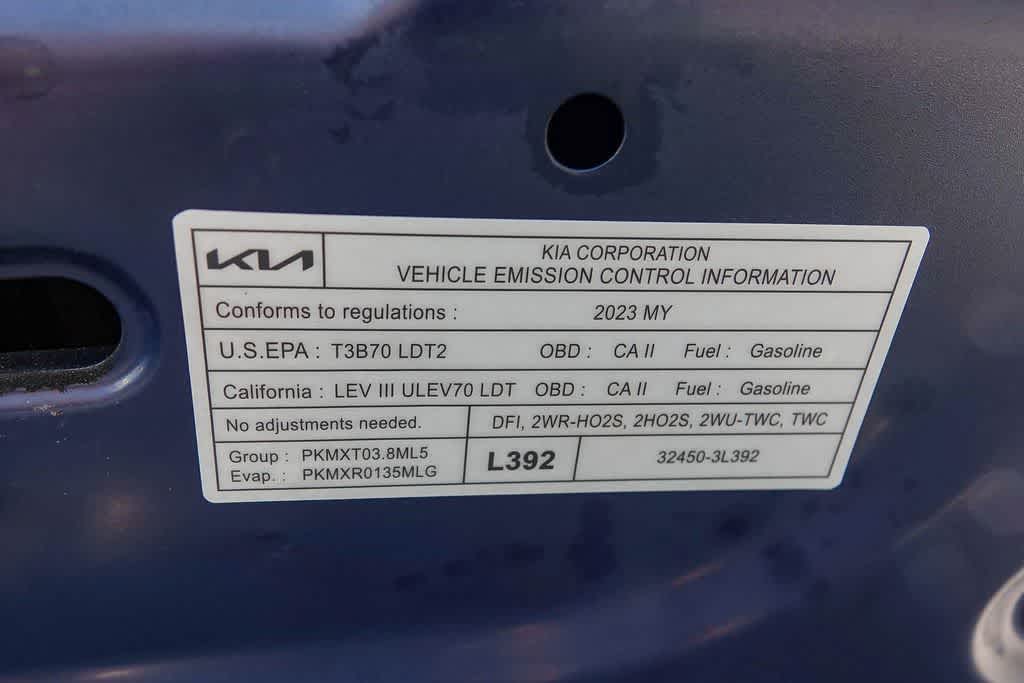 KIA
KIA CORPORATION
VEHICLE EMISSION CONTROL INFORMATION
Conforms to regulations : 2023 MY
U.S.EPA : T3B70 LDT2 OBD : CA II Fuel : Gasoline
California : LEV III ULEV70 LDT OBD : CA II Fuel : Gasoline
No adjustments needed. DFI, 2WR-HO2S, 2HO2S, 2WU-TWC, TWC
Group : PKMXT03.8ML5
Evap. : PKMXR0135MLG
L392
32450-3L392